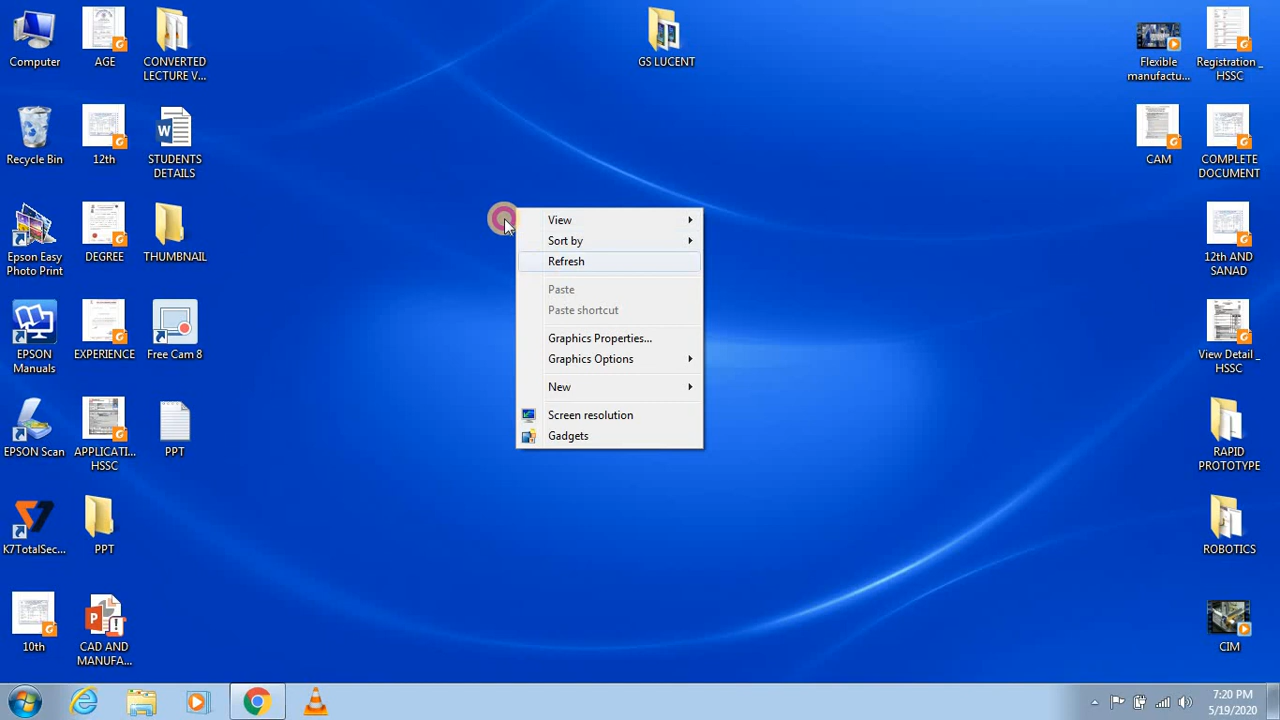 Computer
AGE
CONVERTED
LECTURE V...
GS LUCENT
Flexible
manufactu...
Registration _
HSSC
Recycle Bin
12th
STUDENTS
DETAILS
CAM
COMPLETE
DOCUMENT
Epson Easy
Photo Print
DEGREE
THUMBNAIL
12th AND
SANAD
EPSON
Manuals
EXPERIENCE
Free Cam 8
View Detail _
HSSC
EPSON Scan
APPLICATI...
HSSC
PPT
RAPID
PROTOTYPE
K7TotalSec...
PPT
ROBOTICS
10th
CAD AND
MANUFA...
CIM
View
Sort by
Refresh
Paste
Paste shortcut
Graphics Properties...
Graphics Options
New
Screen resolution
Gadgets
7:20 PM
5/19/2020